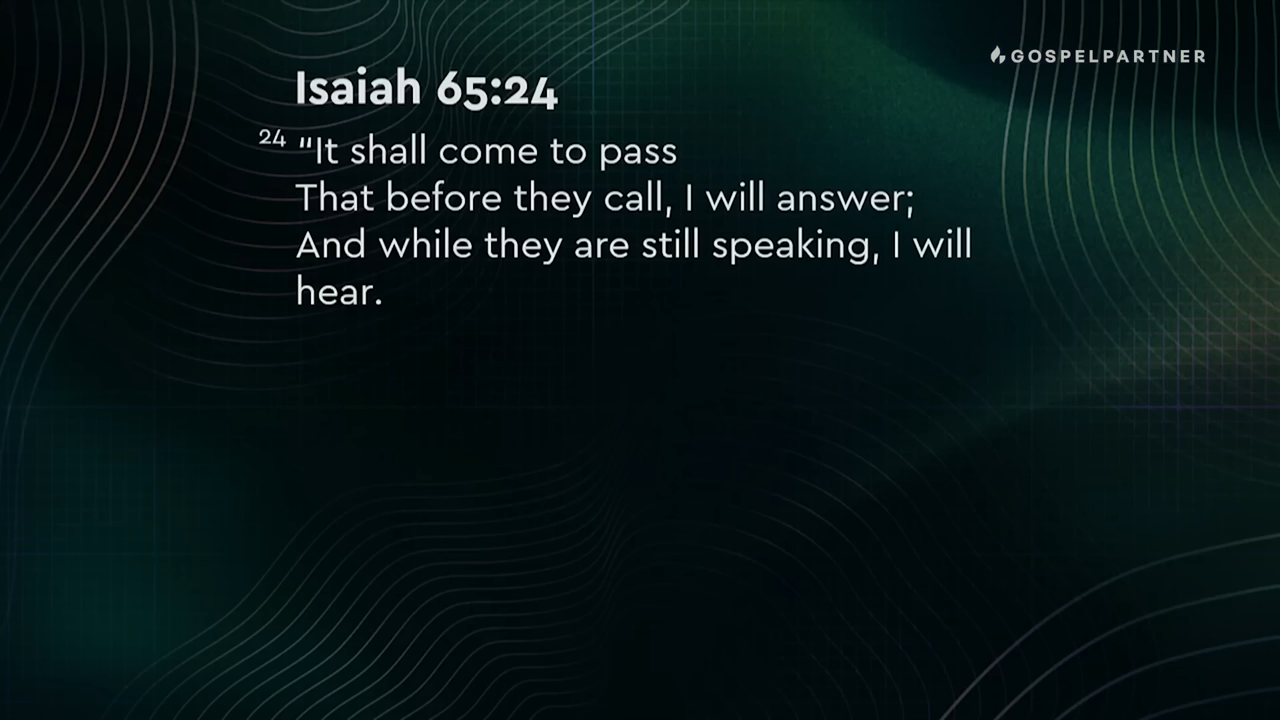 GOSPELPARTNER
Isaiah 65:24
24 "It shall come to pass
That before they call, I will answer;
And while they are still speaking, I will
hear.